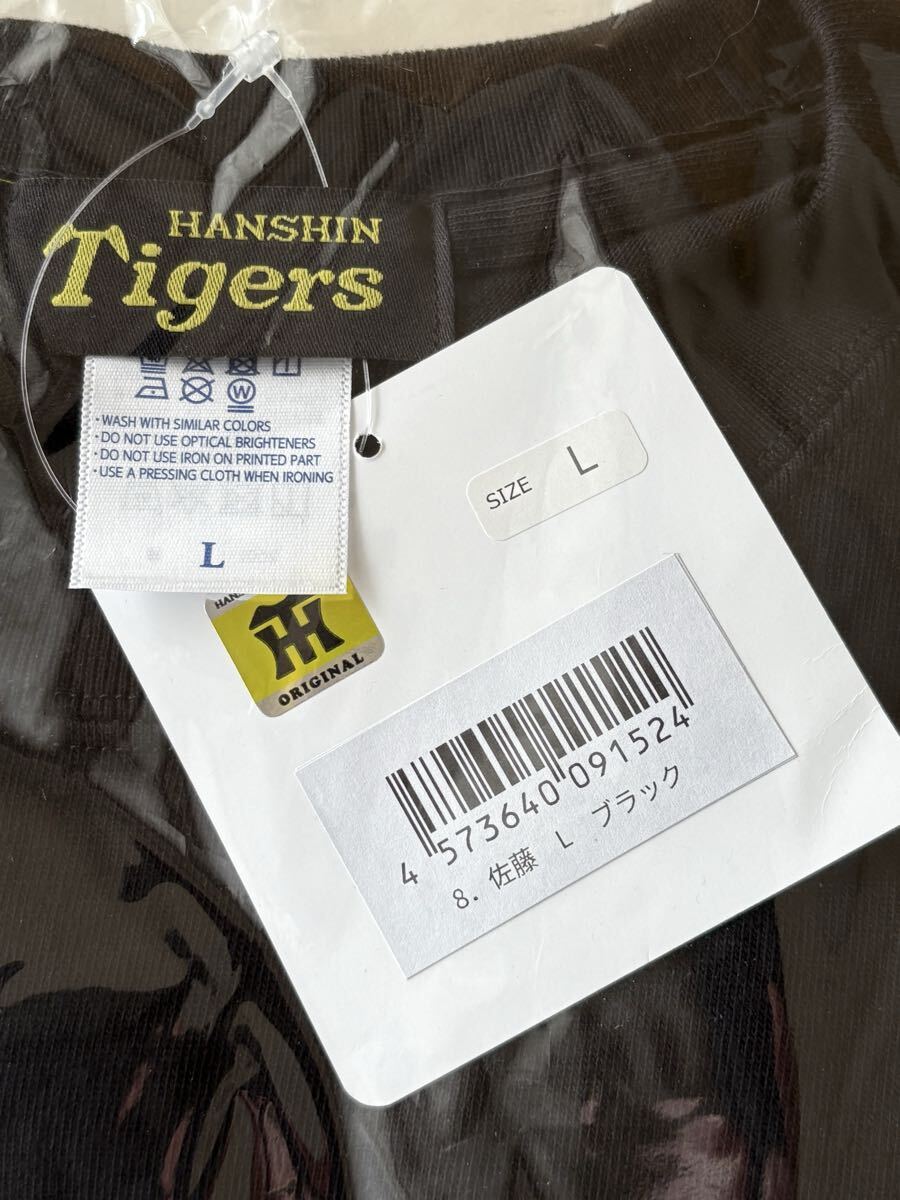 HANSHIN
Tigers
W
・WASH WITH SIMILAR COLORS
・DO NOT USE OPTICAL BRIGHTENERS
・DO NOT USE IRON ON PRINTED PART
・USE A PRESSING CLOTH WHEN IRONING
L
SIZE L
ORIGINAL
4 573640 091524
8. 佐藤 L ブラック